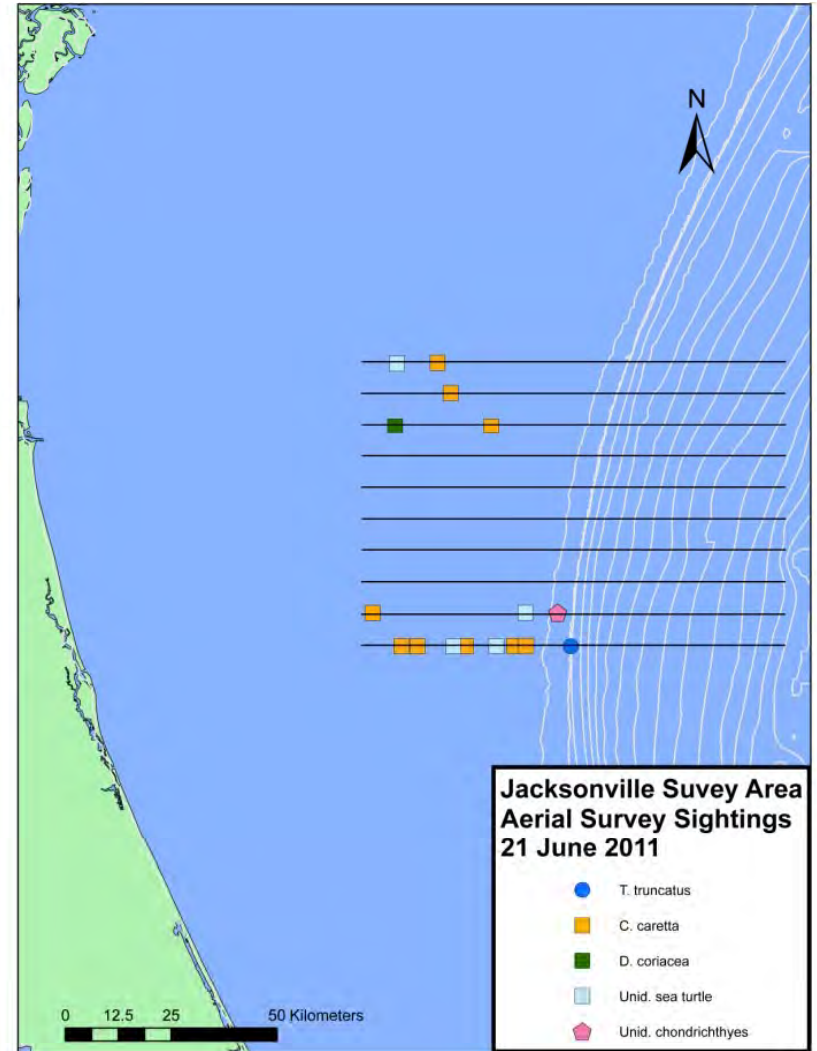 N
Jacksonville Suvey Area
Aerial Survey Sightings
21 June 2011
T. truncatus
C. caretta
D. coriacea
Unid. sea turtle
Unid. chondrichthyes
0 12.5 25 50 Kilometers